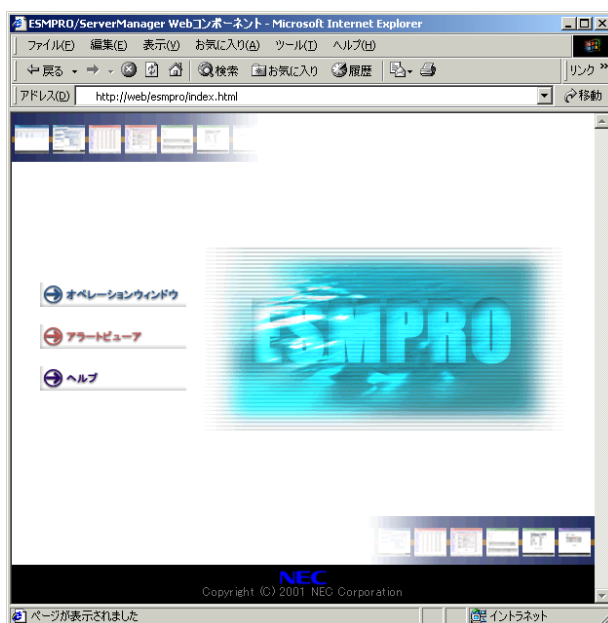 ESMPRO/ServerManager Webコンポーネント - Microsoft Internet Explorer
ファイル(F) 編集(E) 表示(V) お気に入り(A) ツール(T) ヘルプ(H)
戻る 検索 お気に入り 履歴 リンク »
アドレス(D) http://web/esmpro/index.html 移動
オペレーションウィンドウ
アラートビューア
ヘルプ
ESMPRO
NEC
Copyright (C) 2001 NEC Corporation
ページが表示されました イントラネット